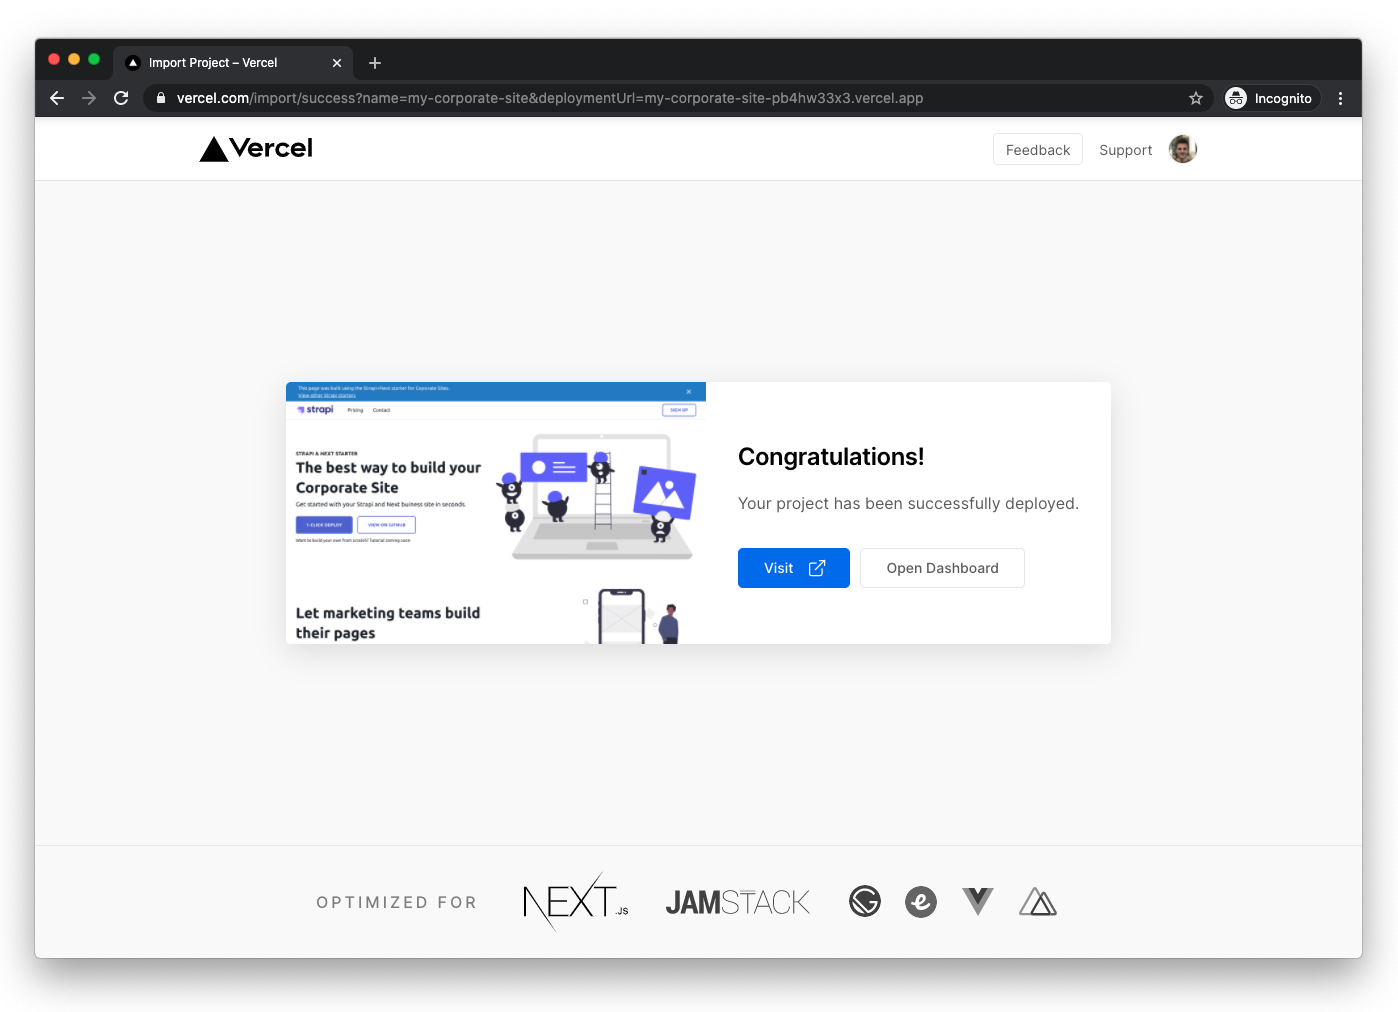 Import Project – Vercel
vercel.com/import/success?name=my-corporate-site&deploymentUrl=my-corporate-site-pb4hw33x3.vercel.app
Incognito
Vercel
Feedback
Support
This page was built using the Strapi-Next starter for Coporate Sites.
View other Strapi starters
strapi
Pricing
Contact
SIGN UP
STRAPI & NEXT STARTER
The best way to build your
Corporate Site
Get started with your Strapi and Next buiness site in seconds.
1-CLICK DEPLOY
VIEW ON GITHUB
Want to build your own from scratch? Tutorial coming soon
Let marketing teams build
their pages
Congratulations!
Your project has been successfully deployed.
Visit
Open Dashboard
OPTIMIZED FOR
NEXT.JS
JAMSTACK